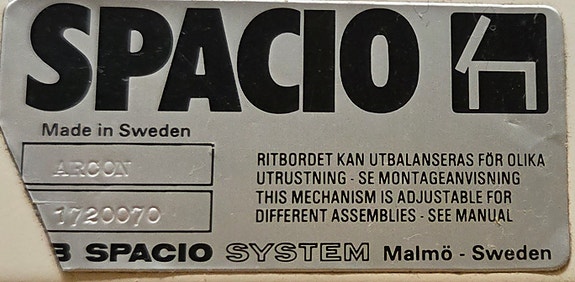 SPACIO
Made in Sweden
ARCON
1720070
RITBORDET KAN UTBALANSERAS FÖR OLIKA
UTRUSTNING - SE MONTAGEANVISNING
THIS MECHANISM IS ADJUSTABLE FOR
DIFFERENT ASSEMBLIES - SEE MANUAL
B SPACIO SYSTEM Malmö - Sweden